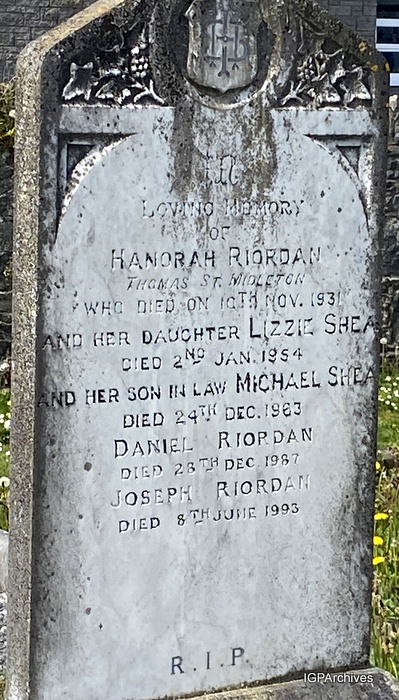 IHS
In
LOVING MEMORY
OF
HANORAH RIORDAN
THOMAS ST. MIDLETON
WHO DIED ON 10TH NOV. 1931
AND HER DAUGHTER LIZZIE SHEA
DIED 2ND JAN. 1954
AND HER SON IN LAW MICHAEL SHEA
DIED 24TH DEC. 1963
DANIEL RIORDAN
DIED 28TH DEC 1987
JOSEPH RIORDAN
DIED 8TH JUNE 1993
R.I.P.
IGPArchives